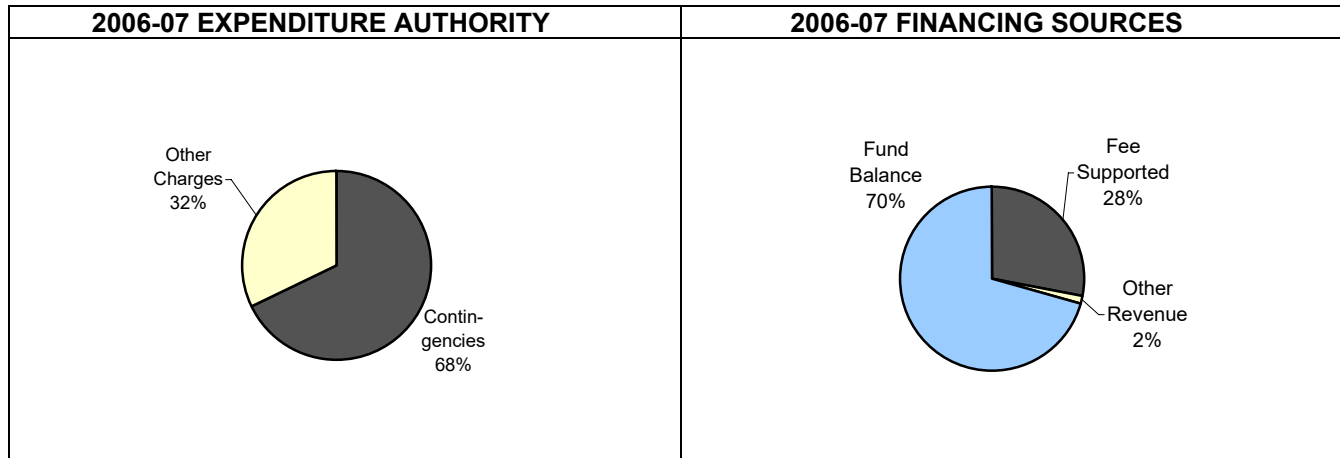 2006-07 EXPENDITURE AUTHORITY
Other
Charges
32%
Contin-
gencies
68%
2006-07 FINANCING SOURCES
Fund
Balance
70%
Fee
Supported
28%
Other
Revenue
2%